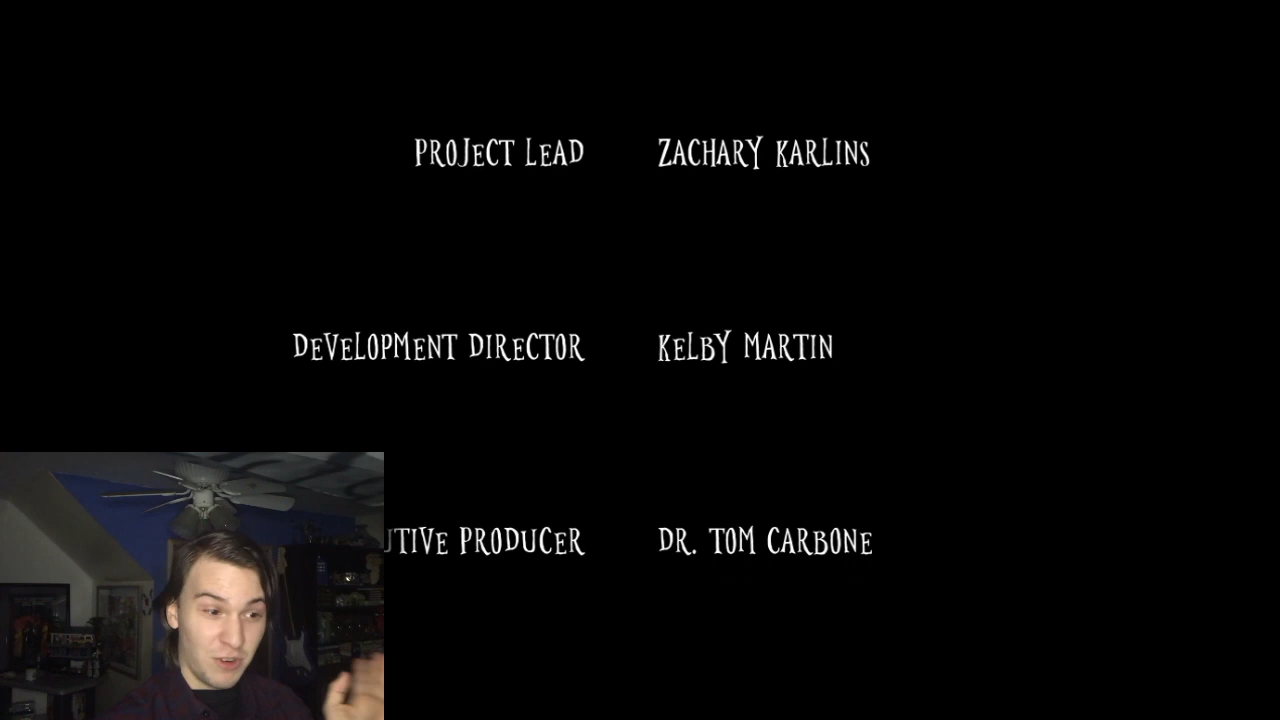 PROJECT LEAD ZACHARY KARLINS
DEVELOPMENT DIRECTOR KELBY MARTIN
UTIVE PRODUCER DR. TOM CARBONE